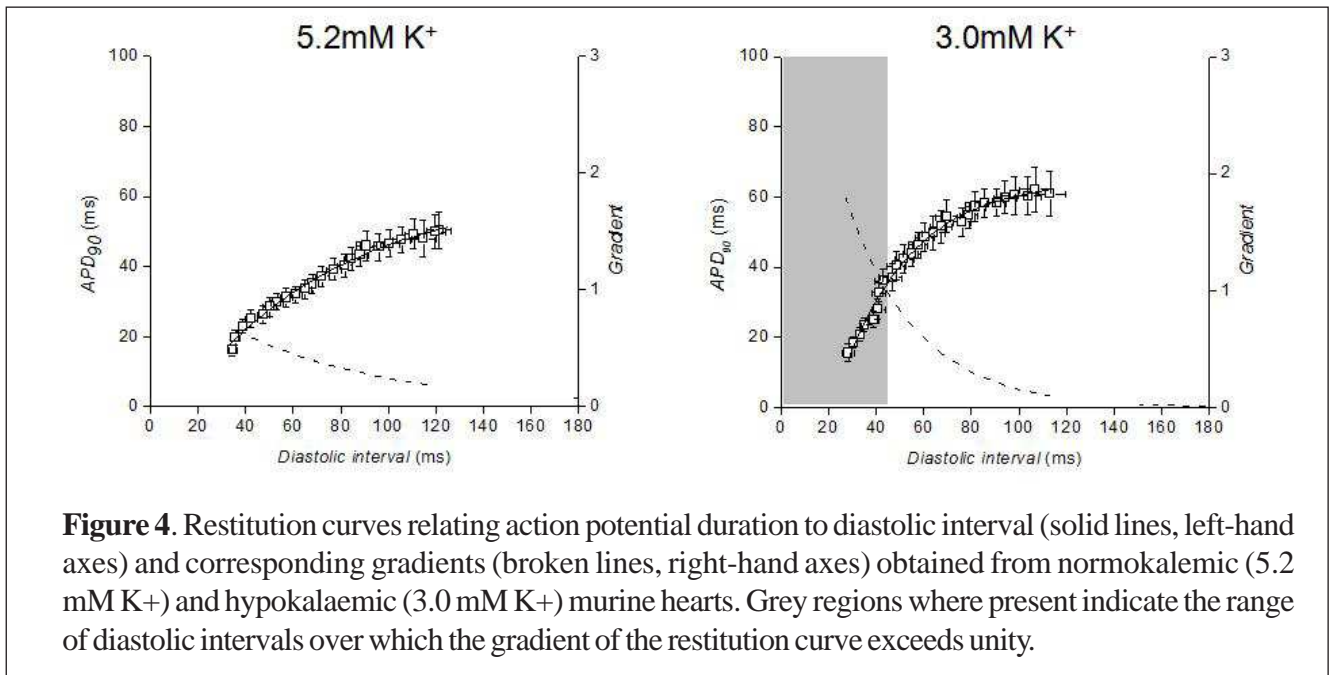 5.2mM K+
3.0mM K+
100
80
60
40
20
0
APD90 (ms)
3
2
1
0
Gradient
0 20 40 60 80 100 120 140 160 180
Diastolic interval (ms)
100
80
60
40
20
0
APD90 (ms)
3
2
1
0
Gradient
0 20 40 60 80 100 120 140 160 180
Diastolic interval (ms)
Figure 4. Restitution curves relating action potential duration to diastolic interval (solid lines, left-hand
axes) and corresponding gradients (broken lines, right-hand axes) obtained from normokalemic (5.2
mM K+) and hypokalaemic (3.0 mM K+) murine hearts. Grey regions where present indicate the range
of diastolic intervals over which the gradient of the restitution curve exceeds unity.